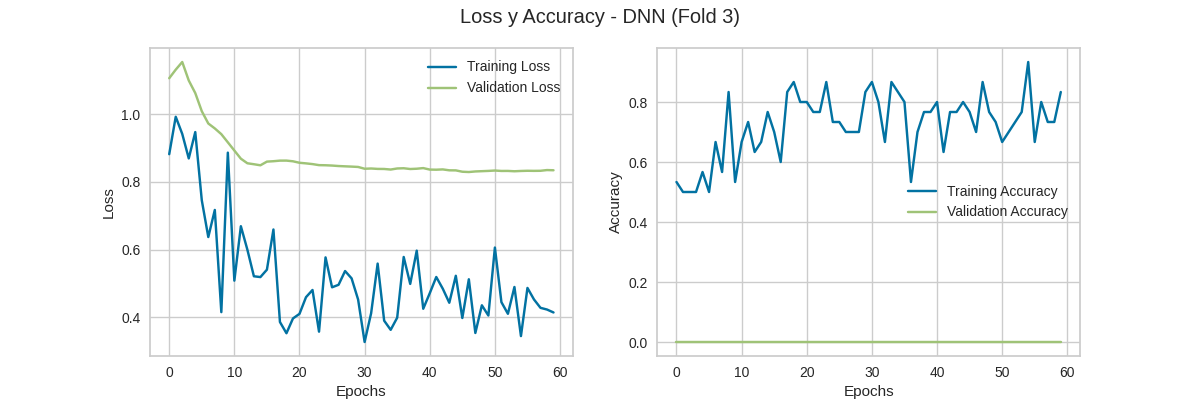 Loss y Accuracy - DNN (Fold 3)
Training Loss
Validation Loss
1.0
0.8
0.6
0.4
Loss
0 10 20 30 40 50 60
Epochs
0.8
0.6
0.4
0.2
0.0
Accuracy
Training Accuracy
Validation Accuracy
0 10 20 30 40 50 60
Epochs